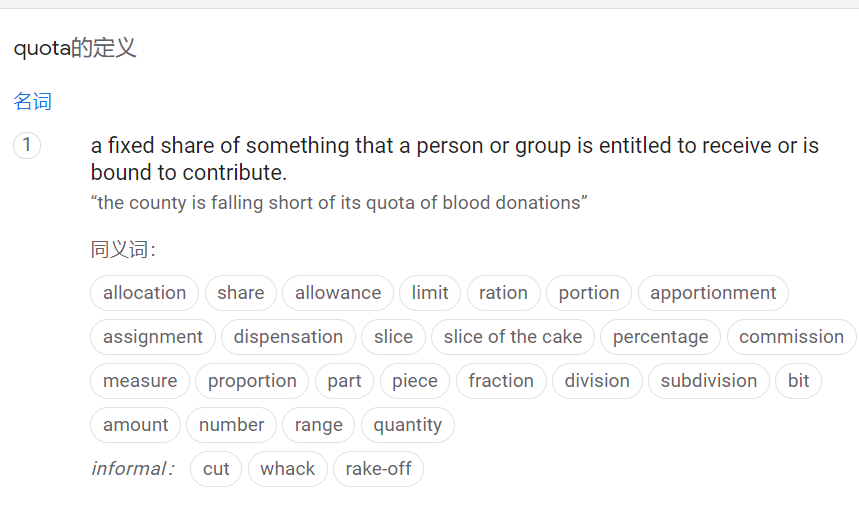 quota的定义
名词
1 a fixed share of something that a person or group is entitled to receive or is
bound to contribute.
“the county is falling short of its quota of blood donations”
同义词：
allocation share allowance limit ration portion apportionment
assignment dispensation slice slice of the cake percentage commission
measure proportion part piece fraction division subdivision bit
amount number range quantity
informal： cut whack rake-off